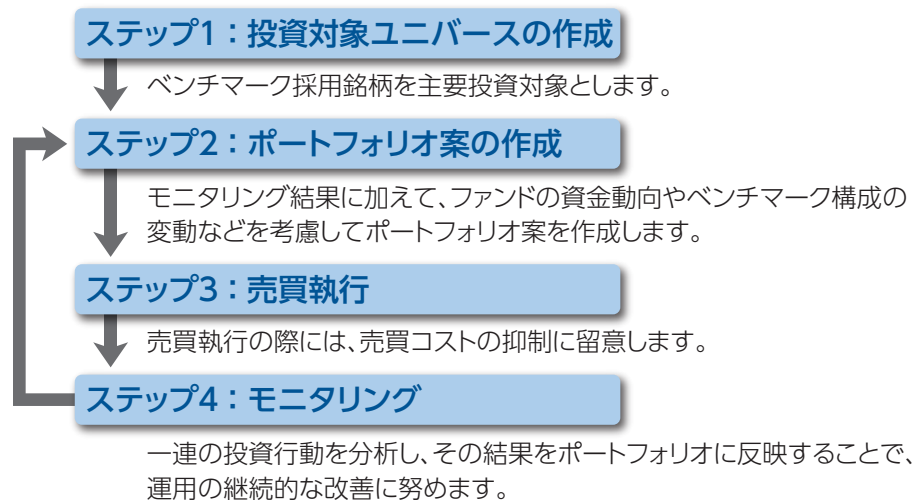 ステップ1：投資対象ユニバースの作成
ベンチマーク採用銘柄を主要投資対象とします。
ステップ2：ポートフォリオ案の作成
モニタリング結果に加えて、ファンドの資金動向やベンチマーク構成の
変動などを考慮してポートフォリオ案を作成します。
ステップ3：売買執行
売買執行の際には、売買コストの抑制に留意します。
ステップ4：モニタリング
一連の投資行動を分析し、その結果をポートフォリオに反映することで、
運用の継続的な改善に努めます。